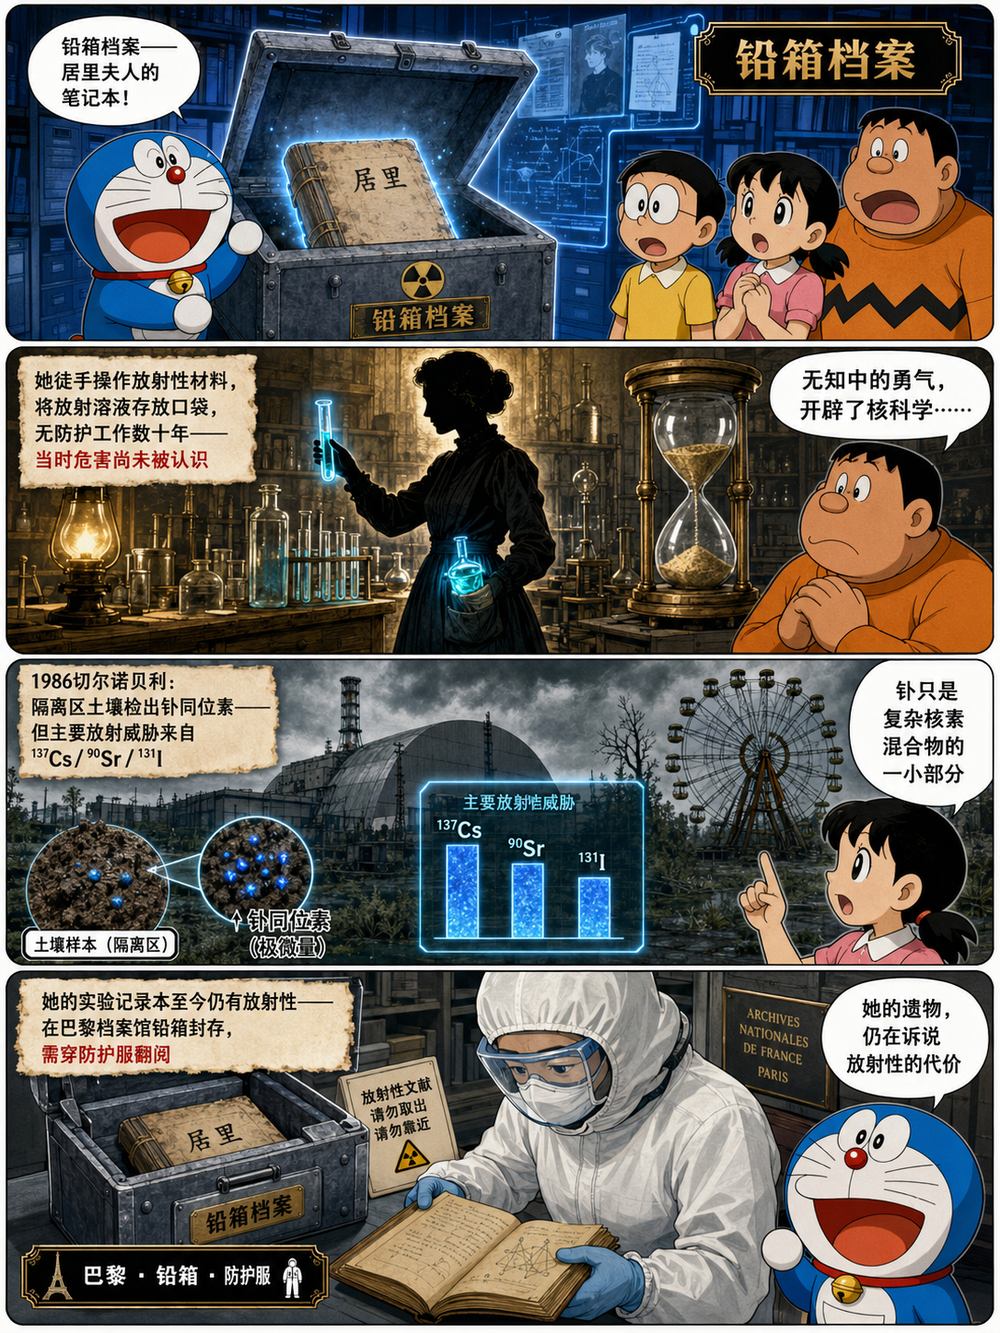 铅箱档案——
居里夫人的
笔记本！
铅箱档案
居里
铅箱档案
她徒手操作放射性材料，
将放射溶液存放口袋，
无防护工作数十年——
当时危害尚未被认识
无知中的勇气，
开辟了核科学……
1986切尔诺贝利：
隔离区土壤检出钋同位素——
但主要放射威胁来自
¹³⁷Cs / ⁹⁰Sr / ¹³¹I
钋只是
复杂核素
混合物的
一小部分
主要放射性威胁
¹³⁷Cs
⁹⁰Sr
¹³¹I
↑ 钋同位素
（极微量）
土壤样本（隔离区）
她的实验记录本至今仍有放射性——
在巴黎档案馆铅箱封存，
需穿防护服翻阅
ARCHIVES
NATIONALES
DE FRANCE
PARIS
她的遗物，
仍在诉说
放射性的代价
放射性文献
请勿取出
请勿靠近
居里
铅箱档案
巴黎 · 铅箱 · 防护服